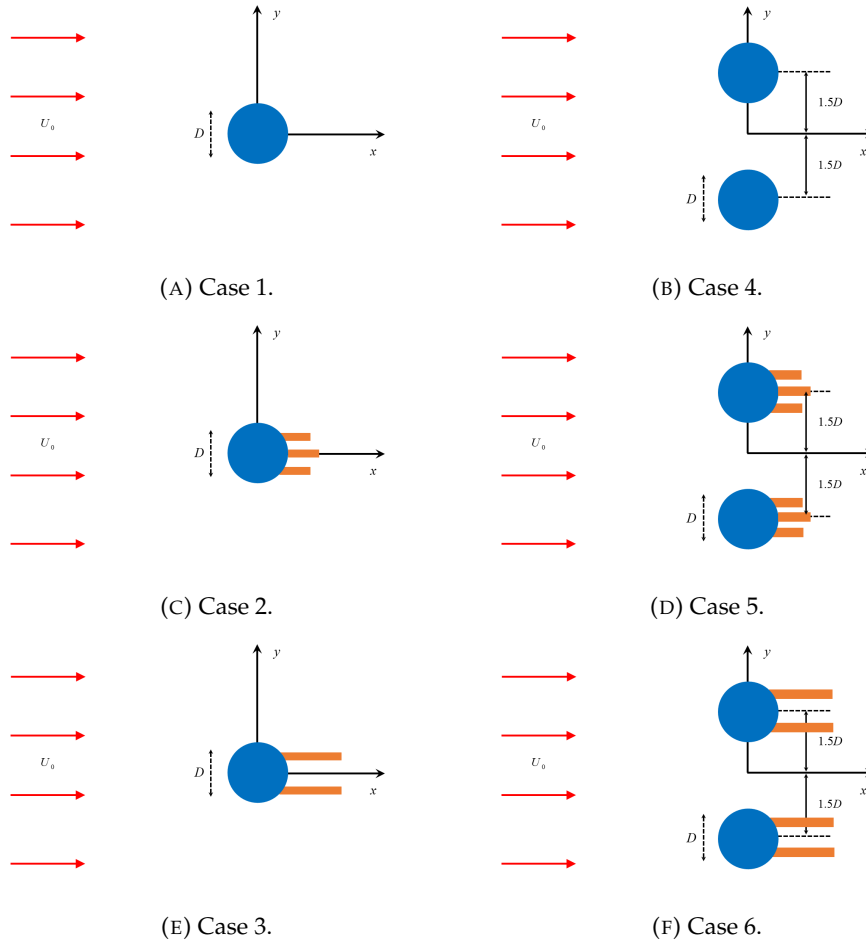 y
U₀
D
x
(A) Case 1.
y
1.5D
U₀
x
1.5D
D
(B) Case 4.
y
U₀
D
x
(C) Case 2.
y
1.5D
U₀
x
1.5D
D
(D) Case 5.
y
U₀
D
x
(E) Case 3.
y
1.5D
U₀
x
1.5D
D
(F) Case 6.